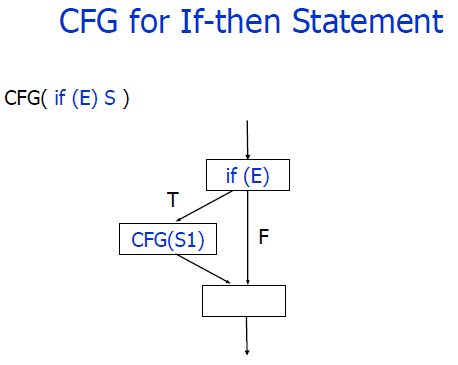 CFG for If-then Statement
CFG( if (E) S )
if (E)
T
CFG(S1)
F